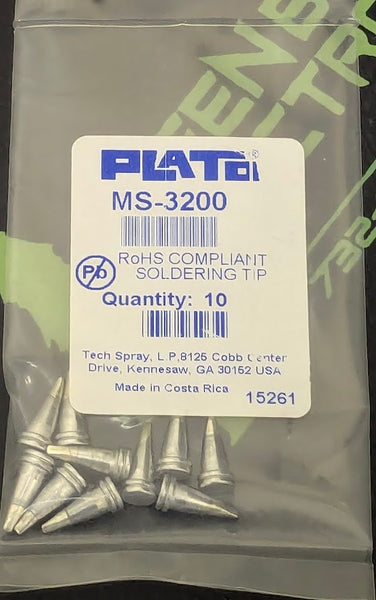 PLATO®
MS-3200
RoHS COMPLIANT
Pb
SOLDERING TIP
Quantity: 10
Tech Spray, L.P,8125 Cobb Center
Drive, Kennesaw, GA 30152 USA
Made in Costa Rica
15261